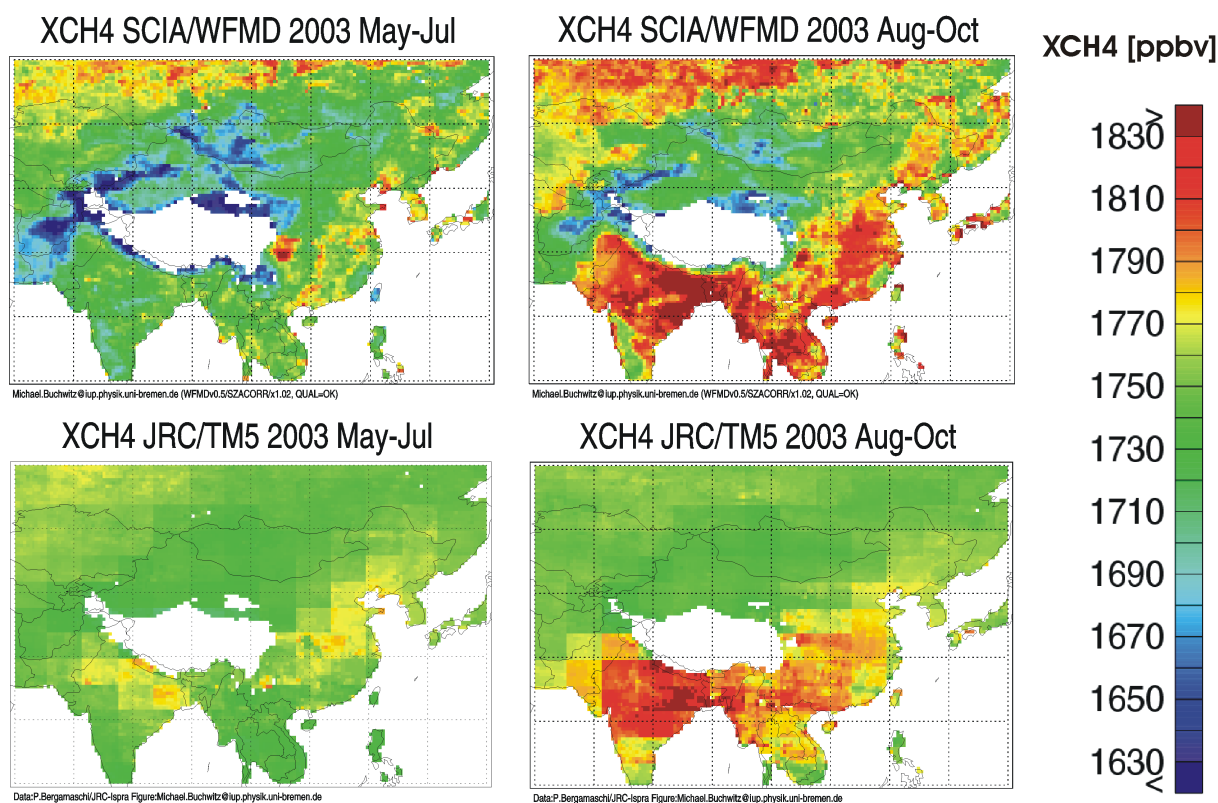 XCH4 SCIA/WFMD 2003 May-Jul
XCH4 SCIA/WFMD 2003 Aug-Oct
XCH4 [ppbv]
>
1830
1810
1790
1770
1750
1730
1710
1690
1670
1650
1630
<
Michael.Buchwitz@iup.physik.uni-bremen.de (WFMDv0.5/SZACORR/x1.02, QUAL=OK)
Michael.Buchwitz@iup.physik.uni-bremen.de (WFMDv0.5/SZACORR/x1.02, QUAL=OK)
XCH4 JRC/TM5 2003 May-Jul
XCH4 JRC/TM5 2003 Aug-Oct
Data:P.Bergamaschi/JRC-Ispra Figure:Michael.Buchwitz@iup.physik.uni-bremen.de
Data:P.Bergamaschi/JRC-Ispra Figure:Michael.Buchwitz@iup.physik.uni-bremen.de